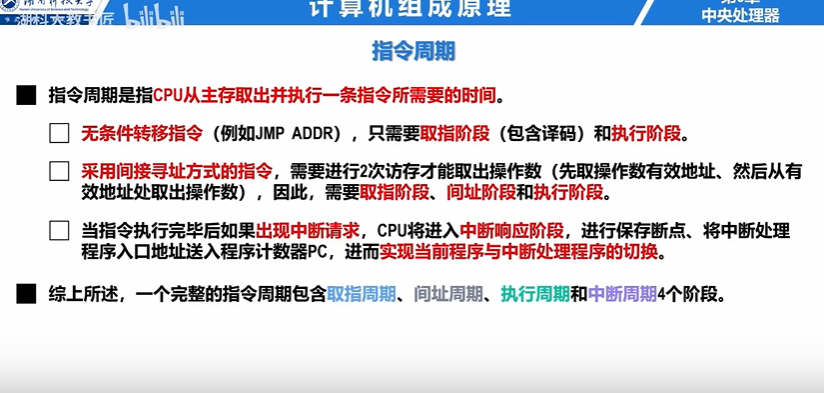 湖南科技大学
Hunan University of Science and Technology
湖科大教书匠 bilibili
计算机组成原理
中央处理器
指令周期
指令周期是指CPU从主存取出并执行一条指令所需要的时间。
无条件转移指令（例如JMP ADDR），只需要取指阶段（包含译码）和执行阶段。
采用间接寻址方式的指令，需要进行2次访存才能取出操作数（先取操作数有效地址、然后从有
效地址处取出操作数），因此，需要取指阶段、间址阶段和执行阶段。
当指令执行完毕后如果出现中断请求，CPU将进入中断响应阶段，进行保存断点、将中断处理
程序入口地址送入程序计数器PC，进而实现当前程序与中断处理程序的切换。
综上所述，一个完整的指令周期包含取指周期、间址周期、执行周期和中断周期4个阶段。